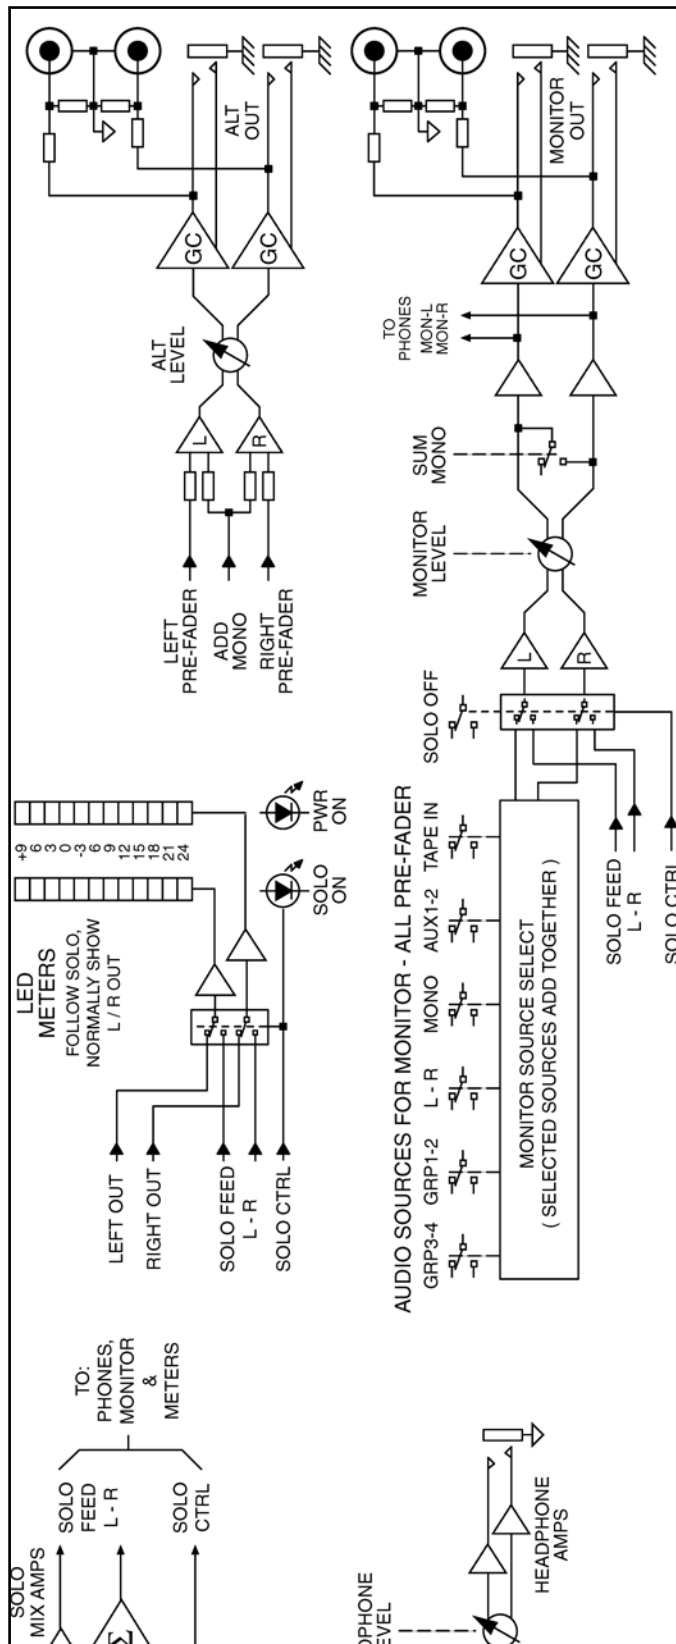 ALT
OUT
GC
GC
ALT
LEVEL
L
R
LEFT
PRE-FADER
ADD
MONO
RIGHT
PRE-FADER
MONITOR
OUT
GC
GC
TO
PHONES
MON-L
MON-R
SUM
MONO
MONITOR
LEVEL
L
R
SOLO OFF
+9
6
3
0
-3
6
9
12
15
18
21
24
LED
METERS
FOLLOW SOLO,
NORMALLY SHOW
L / R OUT
PWR
ON
SOLO
ON
LEFT OUT
RIGHT OUT
SOLO FEED
L - R
SOLO CTRL
AUDIO SOURCES FOR MONITOR - ALL PRE-FADER
GRP3-4
GRP1-2
L - R
MONO
AUX1-2
TAPE IN
MONITOR SOURCE SELECT
( SELECTED SOURCES ADD TOGETHER )
SOLO FEED
L - R
SOLO CTRL
TO:
PHONES,
MONITOR
&
METERS
SOLO
FEED
L - R
SOLO
CTRL
SOLO
MIX AMPS
Σ
HEADPHONE
AMPS